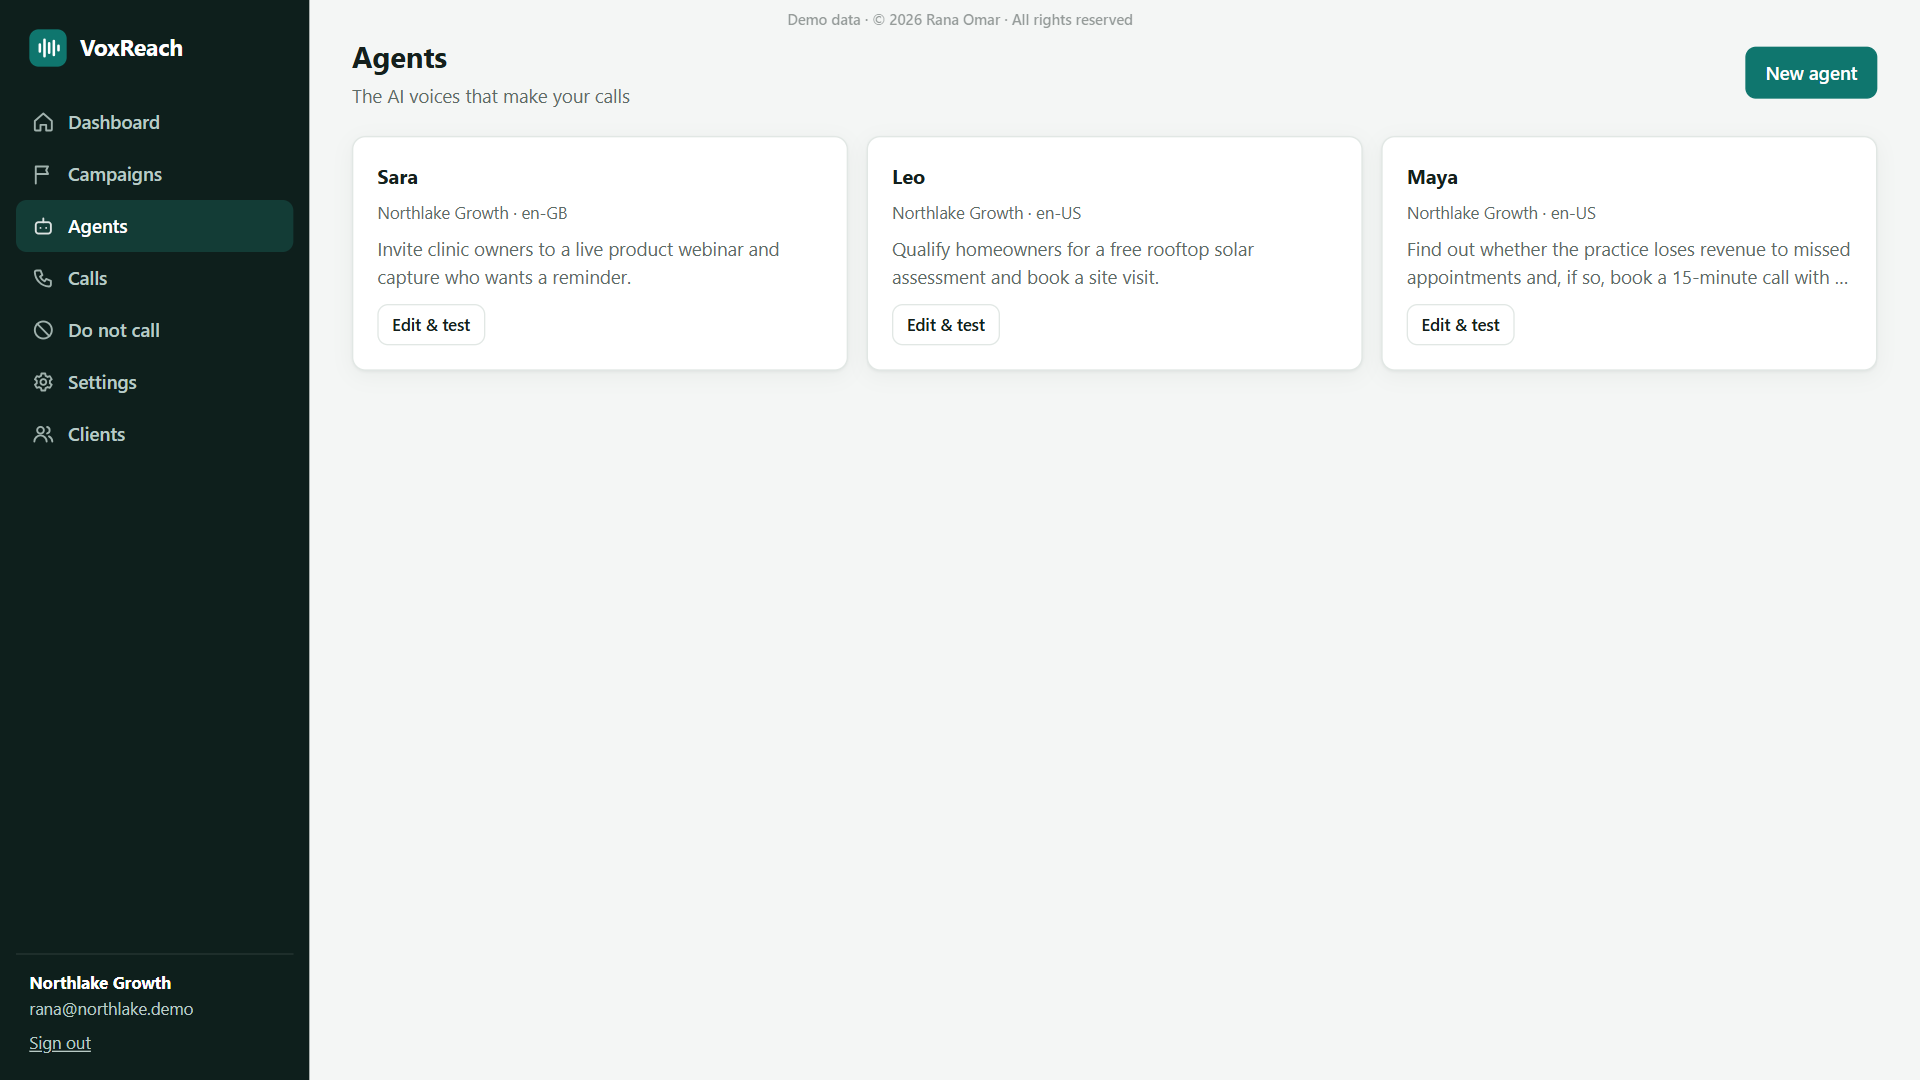 VoxReach
Dashboard
Campaigns
Agents
Calls
Do not call
Settings
Clients
Northlake Growth
rana@northlake.demo
Sign out
Demo data · © 2026 Rana Omar · All rights reserved
Agents
The AI voices that make your calls
New agent
Sara
Northlake Growth · en-GB
Invite clinic owners to a live product webinar and
capture who wants a reminder.
Edit & test
Leo
Northlake Growth · en-US
Qualify homeowners for a free rooftop solar
assessment and book a site visit.
Edit & test
Maya
Northlake Growth · en-US
Find out whether the practice loses revenue to missed
appointments and, if so, book a 15-minute call with ...
Edit & test